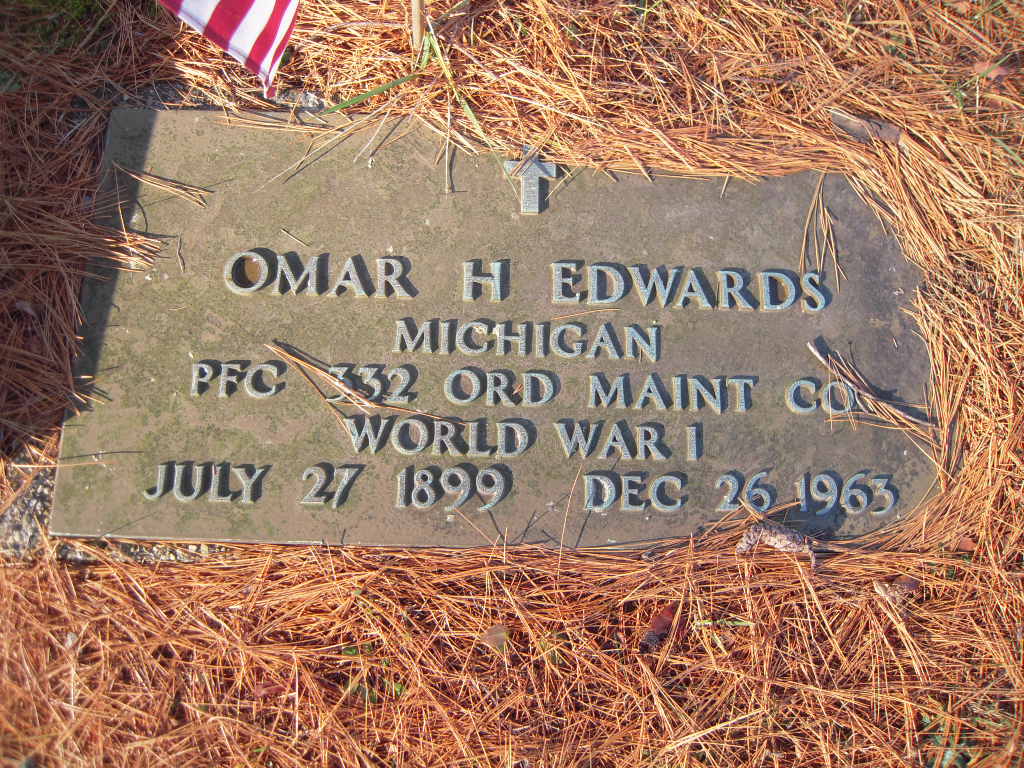 OMAR H EDWARDS
MICHIGAN
PFC 332 ORD MAINT CO
WORLD WAR I
JULY 27 1899 DEC 26 1963